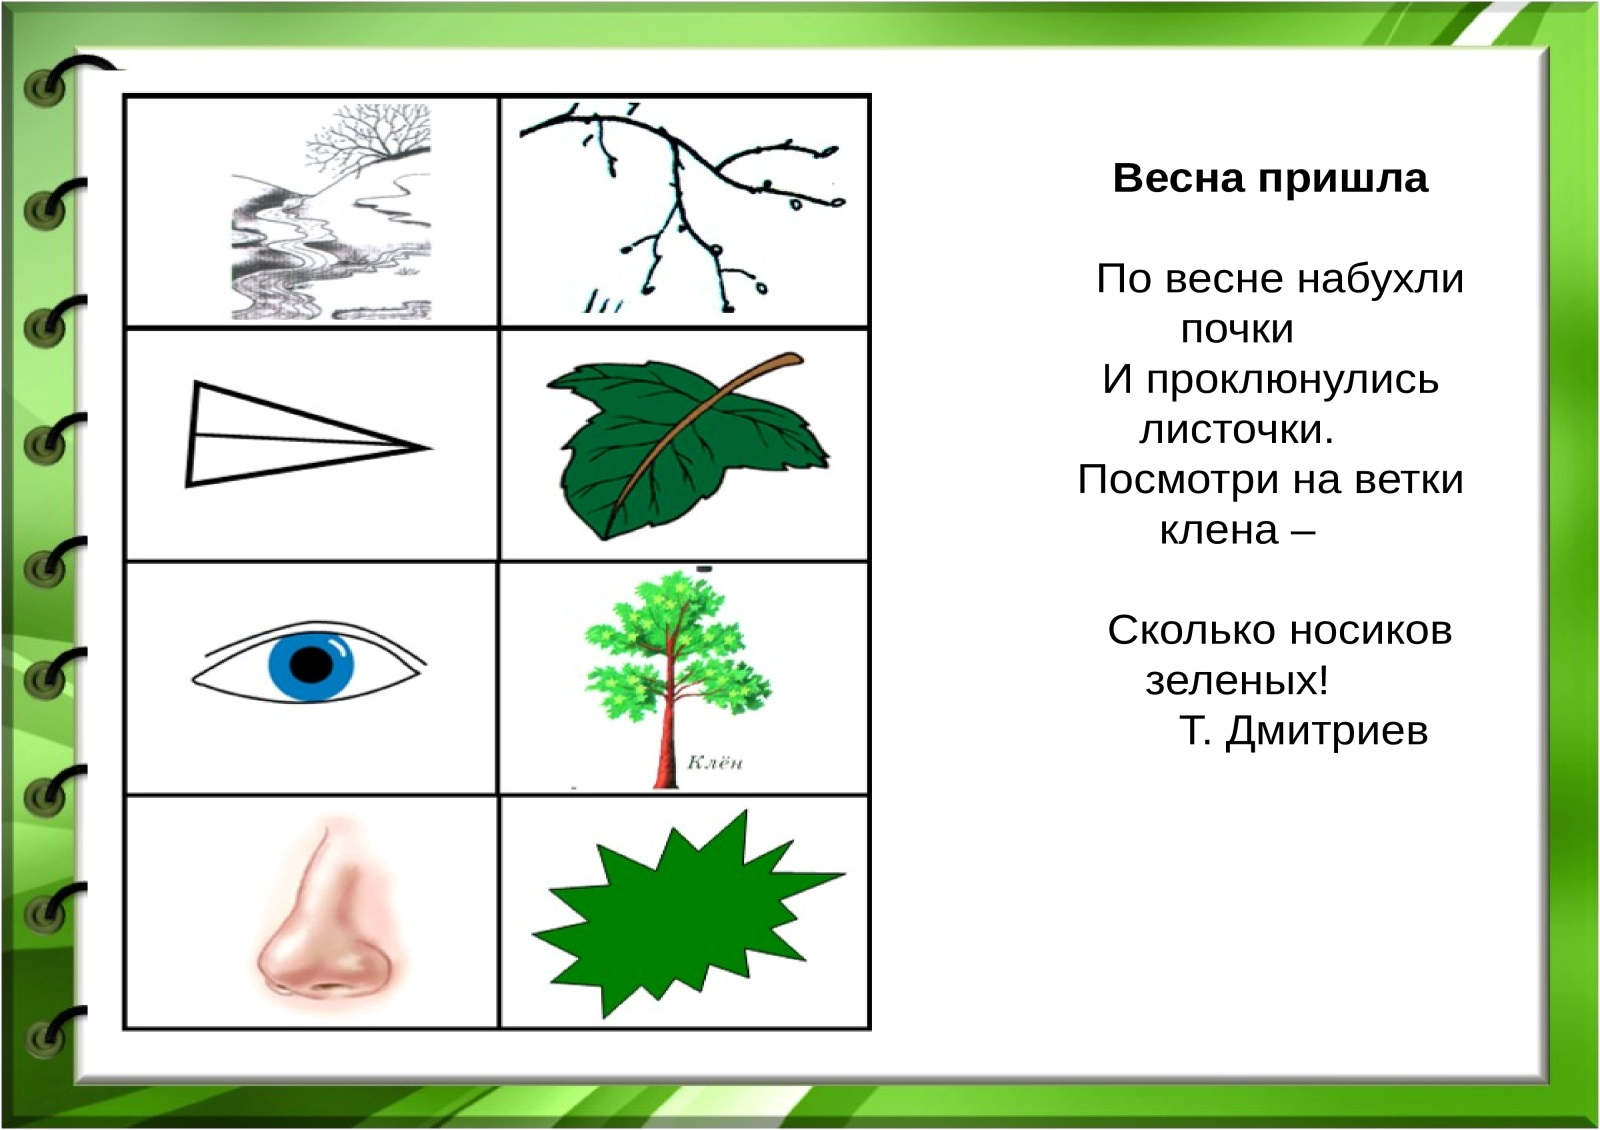 Весна пришла
По весне набухли
почки
И проклюнулись
листочки.
Посмотри на ветки
клена –
Сколько носиков
зеленых!
Т. Дмитриев
Клён